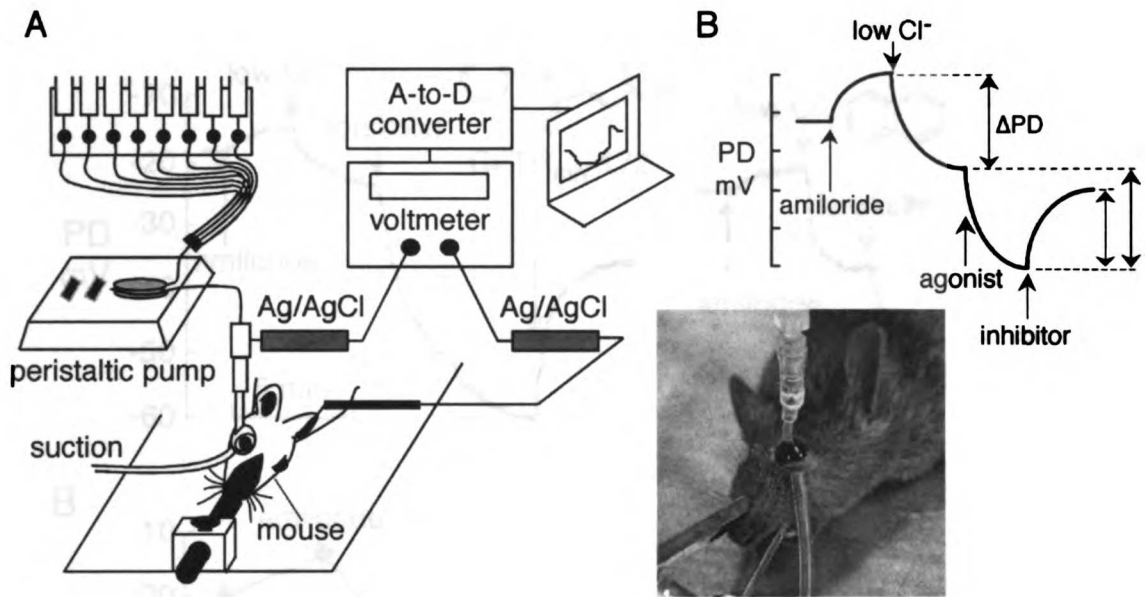 A
A-to-D
converter
voltmeter
Ag/AgCl
Ag/AgCl
peristaltic pump
suction
mouse
B
low Cl⁻
PD
mV
ΔPD
amiloride
agonist
inhibitor